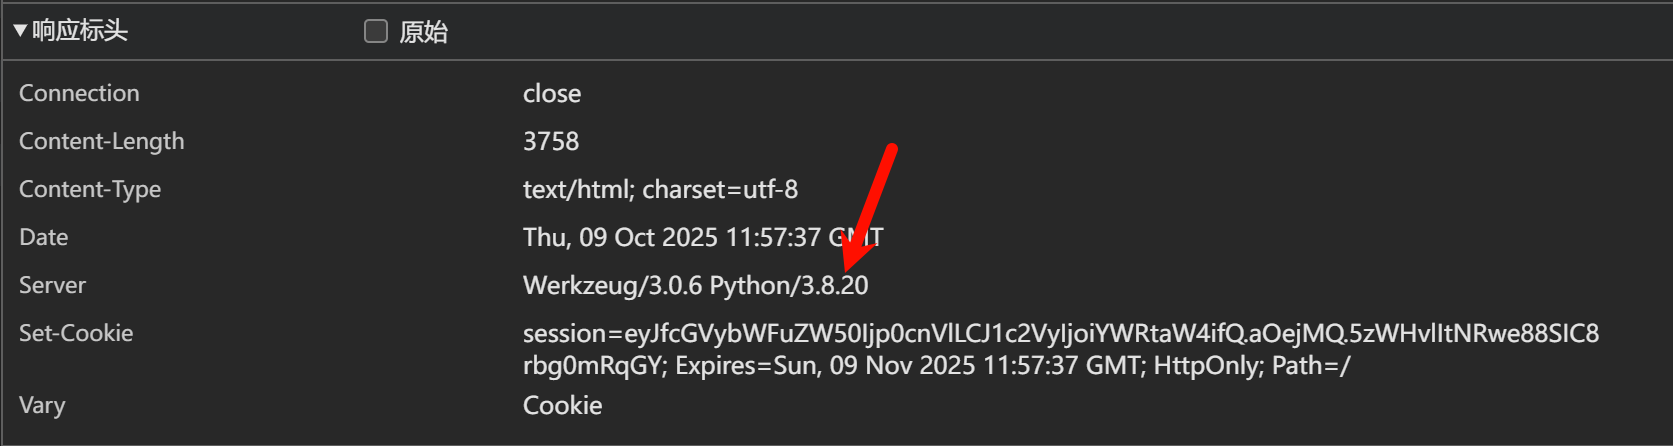 响应标头 原始
Connection close
Content-Length 3758
Content-Type text/html; charset=utf-8
Date Thu, 09 Oct 2025 11:57:37 GMT
Server Werkzeug/3.0.6 Python/3.8.20
Set-Cookie session=eyJfcGVybWFuZW50Ijp0cnVlLCJ1c2VyIjoiYWRtaW4ifQ.aOejMQ.5zWHvlItNRwe88SIC8
rbg0mRqGY; Expires=Sun, 09 Nov 2025 11:57:37 GMT; HttpOnly; Path=/
Vary Cookie